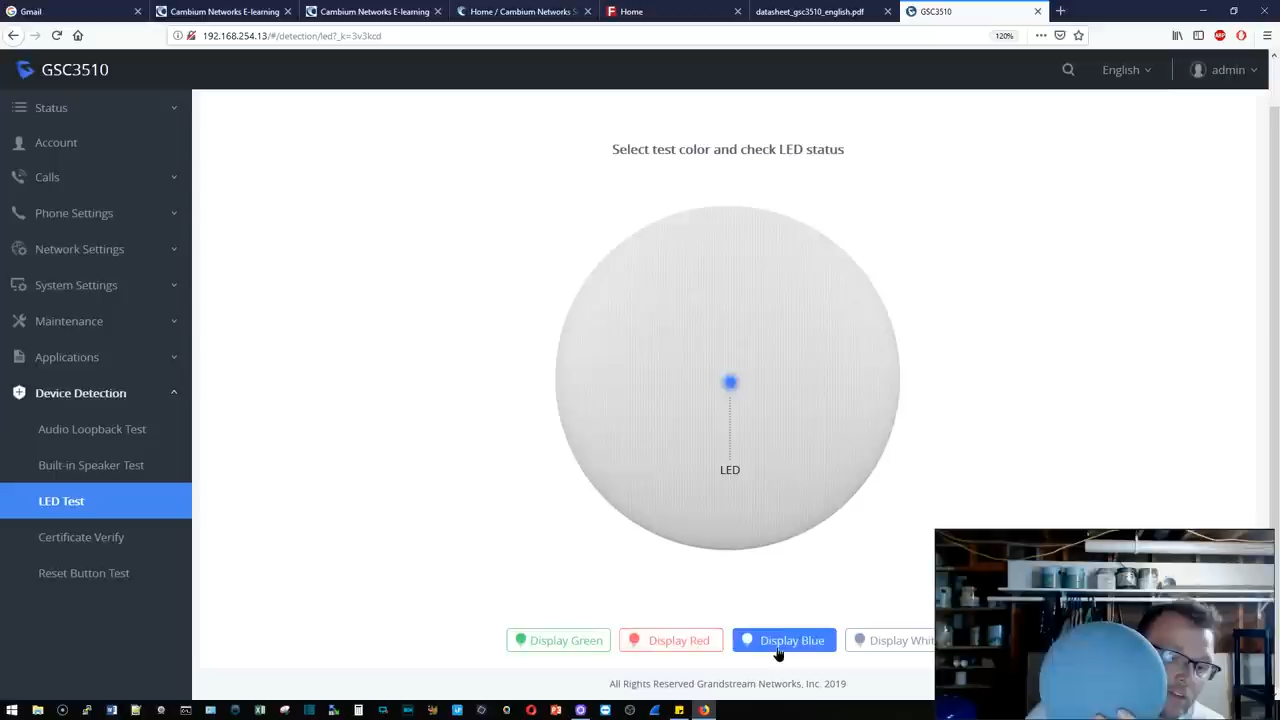 Gmail
Cambium Networks E-learning
Cambium Networks E-learning
Home / Cambium Networks S
Home
datasheet_gsc3510_english.pdf
GSC3510
192.168.254.13/#/detection/led?_k=3v3kcd
120%
GSC3510
English
admin
Status
Account
Calls
Phone Settings
Network Settings
System Settings
Maintenance
Applications
Device Detection
Audio Loopback Test
Built-in Speaker Test
LED Test
Certificate Verify
Reset Button Test
Select test color and check LED status
LED
Display Green
Display Red
Display Blue
Display Whit
All Rights Reserved Grandstream Networks, Inc. 2019